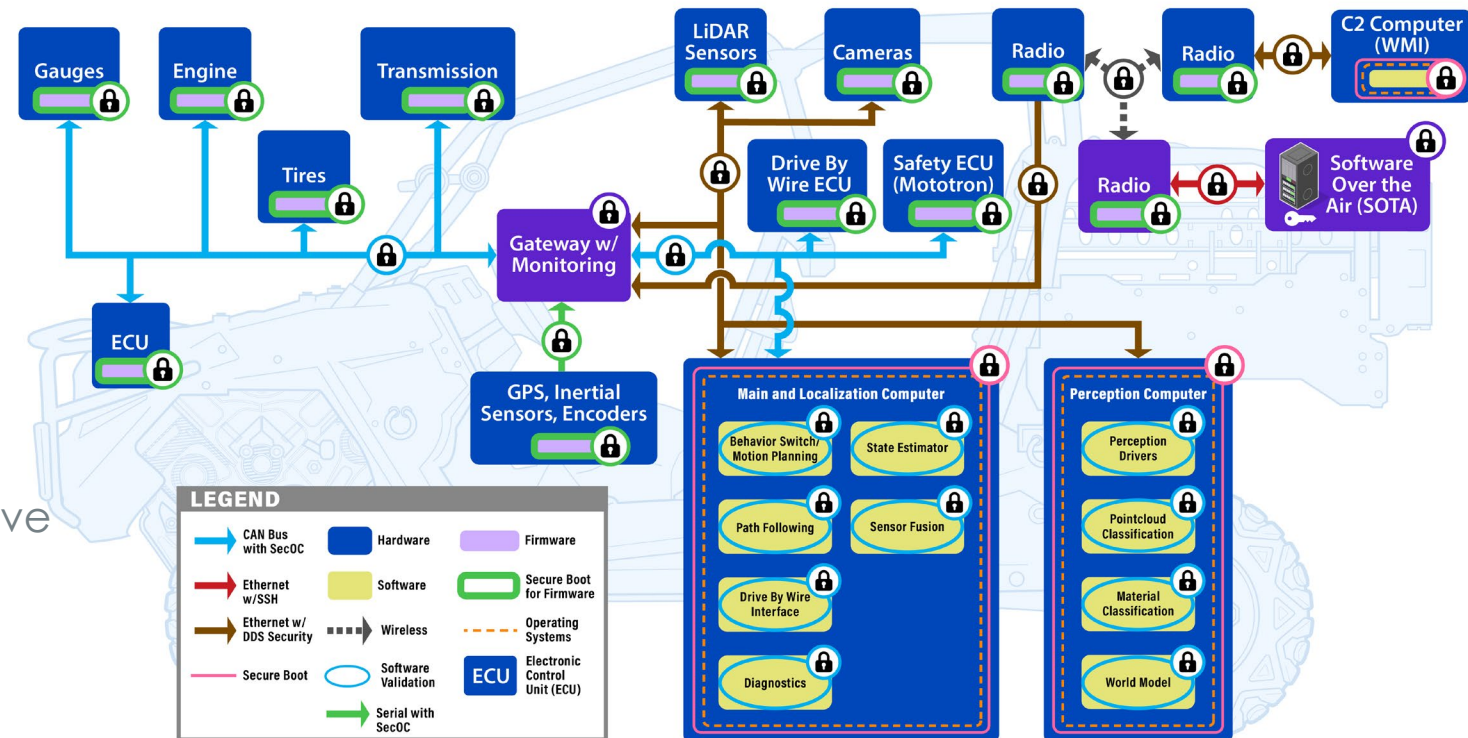 Gauges
Engine
Transmission
LiDAR
Sensors
Cameras
Radio
Radio
C2 Computer
(WMI)
Tires
Drive By
Wire ECU
Safety ECU
(Mototron)
Radio
Software
Over the
Air (SOTA)
Gateway w/
Monitoring
ECU
GPS, Inertial
Sensors, Encoders
Main and Localization Computer
Behavior Switch/
Motion Planning
State Estimator
Path Following
Sensor Fusion
Drive By Wire
Interface
Diagnostics
Perception Computer
Perception
Drivers
Pointcloud
Classification
Material
Classification
World Model
ve
LEGEND
CAN Bus
with SecOC
Hardware
Firmware
Ethernet
w/SSH
Software
Secure Boot
for Firmware
Ethernet w/
DDS Security
Wireless
Operating
Systems
Secure Boot
Software
Validation
ECU
Electronic
Control
Unit (ECU)
Serial with
SecOC